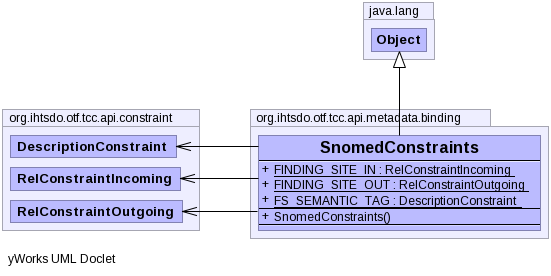 java.lang
Object
org.ihtsdo.otf.tcc.api.constraint
DescriptionConstraint
RelConstraintIncoming
RelConstraintOutgoing
org.ihtsdo.otf.tcc.api.metadata.binding
SnomedConstraints
+ FINDING_SITE_IN : RelConstraintIncoming
+ FINDING_SITE_OUT : RelConstraintOutgoing
+ FS_SEMANTIC_TAG : DescriptionConstraint
+ SnomedConstraints()
yWorks UML Doclet